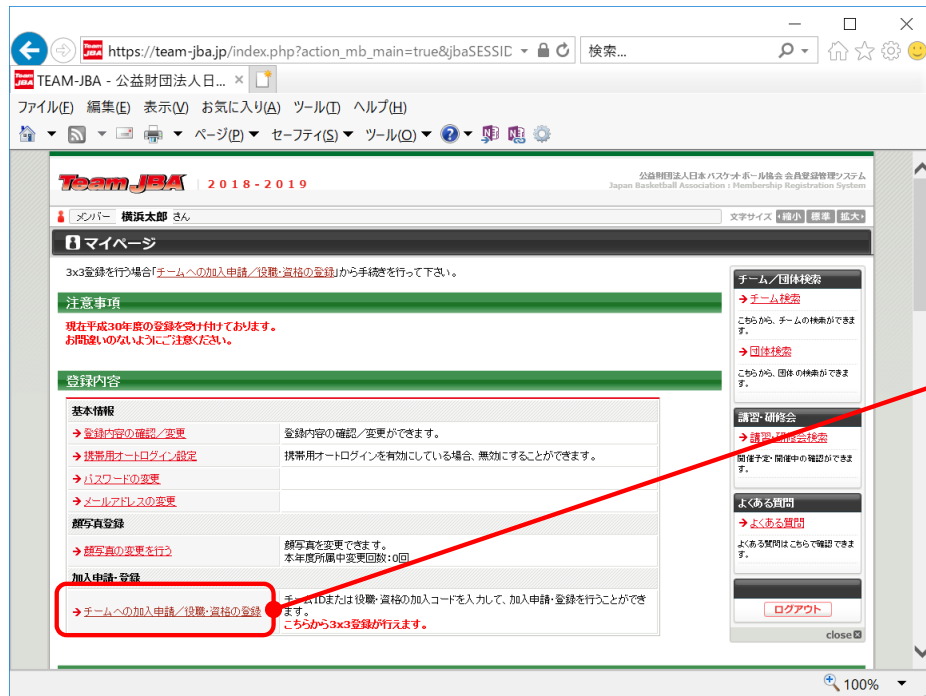 https://team-jba.jp/index.php?action_mb_main=true&jbaSESSID
検索...
TEAM-JBA - 公益財団法人日...
ファイル(F) 編集(E) 表示(V) お気に入り(A) ツール(T) ヘルプ(H)
ページ(P) セーフティ(S) ツール(O)
Team JBA 2018-2019
公益財団法人日本バスケットボール協会 会員登録管理システム
Japan Basketball Association : Membership Registration System
メンバー 横浜太郎 さん
文字サイズ 縮小 標準 拡大
マイページ
3x3登録を行う場合「チームへの加入申請／役職・資格の登録」から手続きを行って下さい。
注意事項
現在平成30年度の登録を受け付けております。
お間違いのないようにご注意ください。
登録内容
基本情報
登録内容の確認／変更 登録内容の確認／変更ができます。
携帯用オートログイン設定 携帯用オートログインを有効にしている場合、無効にすることができます。
パスワードの変更
メールアドレスの変更
顔写真登録
顔写真の変更を行う
顔写真を変更できます。
本年度所属中変更回数:0回
加入申請・登録
チームへの加入申請／役職・資格の登録
チームIDまたは役職・資格の加入コードを入力して、加入申請・登録を行うことができ
ます。
こちらから3x3登録が行えます。
チーム／団体検索
チーム検索
こちらから、チームの検索ができま
す。
団体検索
こちらから、団体の検索ができま
す。
講習・研修会
講習・研修会検索
開催予定・開催中の確認ができま
す。
よくある質問
よくある質問
よくある質問はこちらで確認できま
す。
ログアウト
close
100%